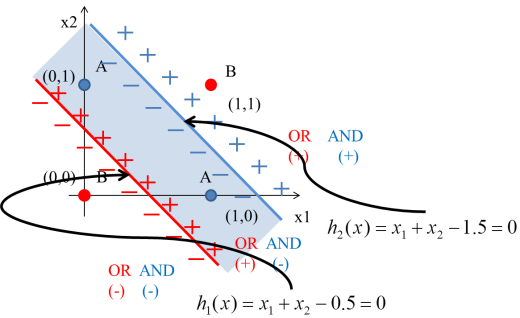 x2
A
(0,1)
B
(1,1)
OR AND
(+) (+)
(0,0)
B
A
(1,0)
x1
h₂(x) = x₁ + x₂ − 1.5 = 0
OR AND
(+) (-)
OR AND
(-) (-)
h₁(x) = x₁ + x₂ − 0.5 = 0